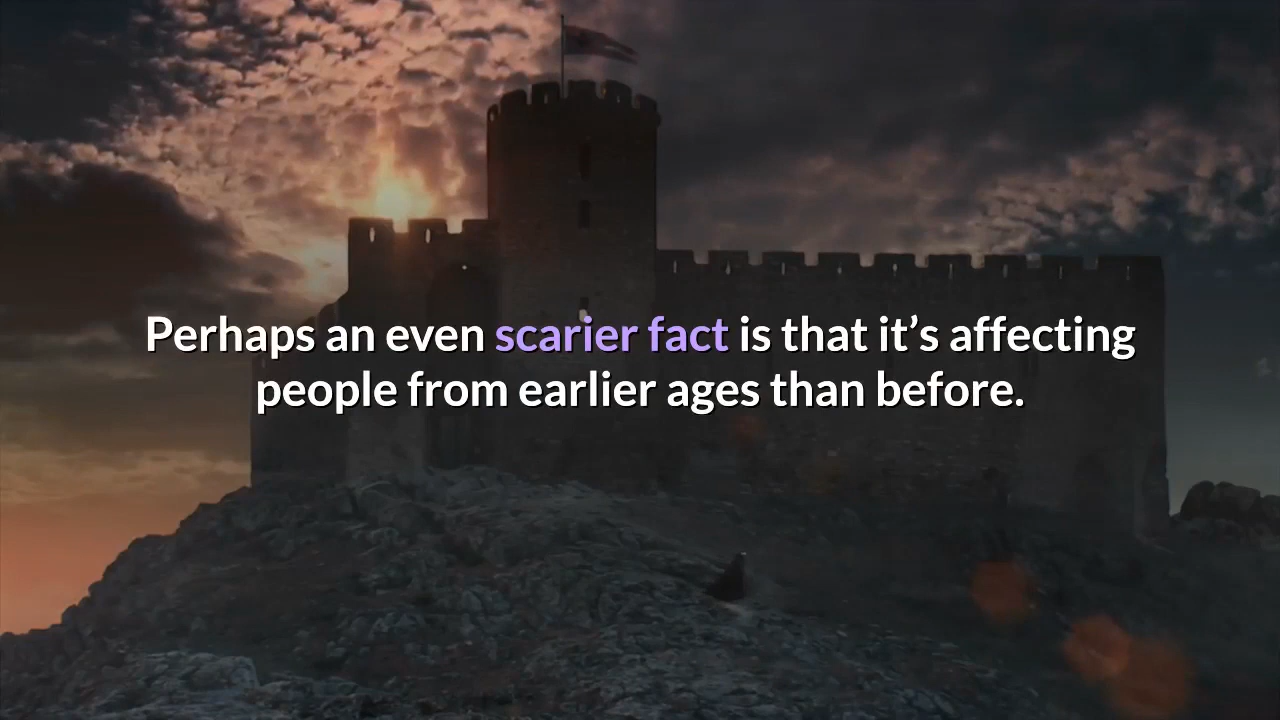 Perhaps an even scarier fact is that it’s affecting
people from earlier ages than before.